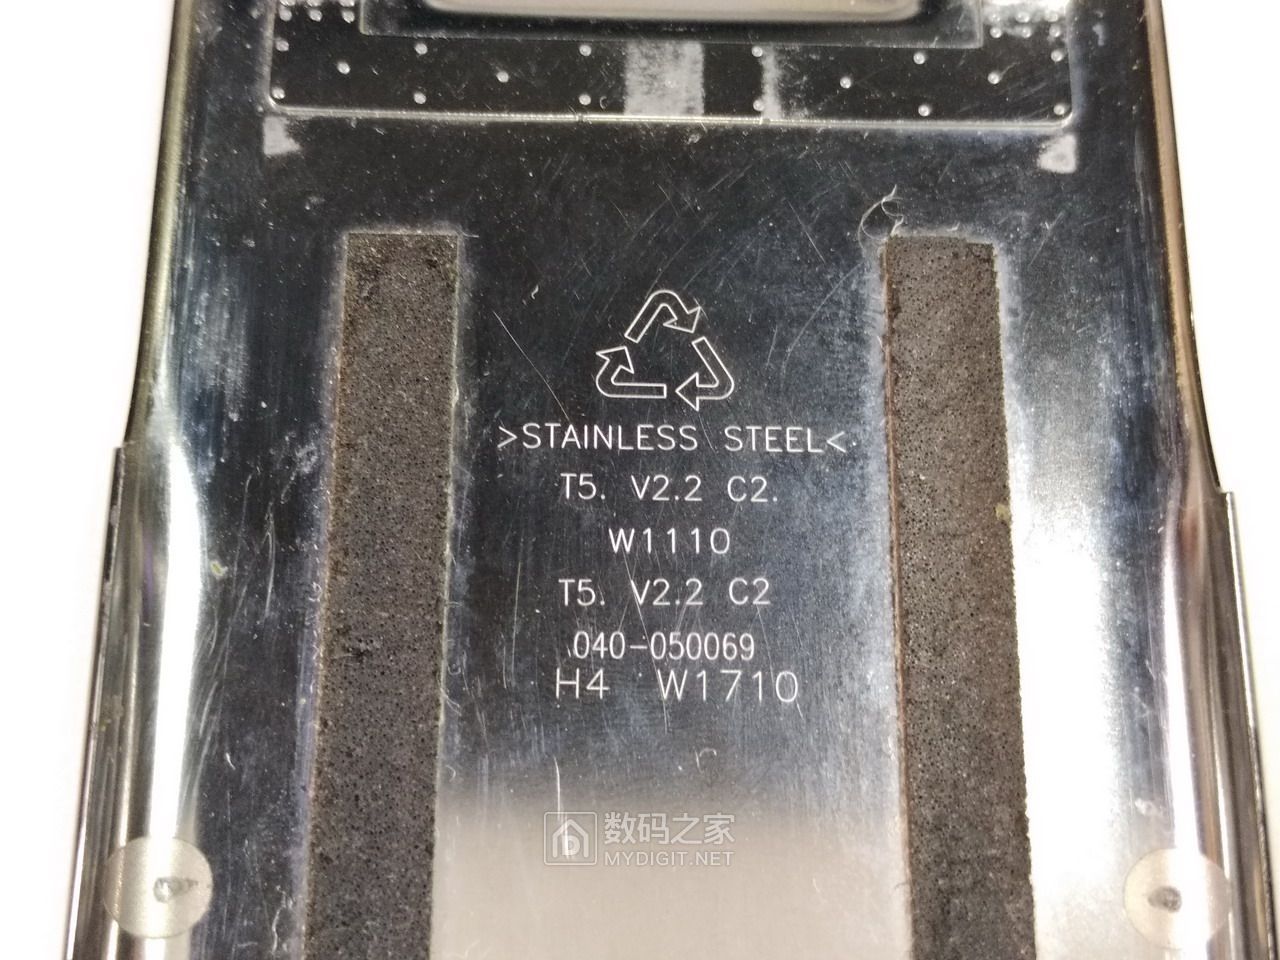 >STAINLESS STEEL<
T5. V2.2 C2.
W1110
T5. V2.2 C2
040-050069
H4 W1710
数码之家
MYDIGIT.NET